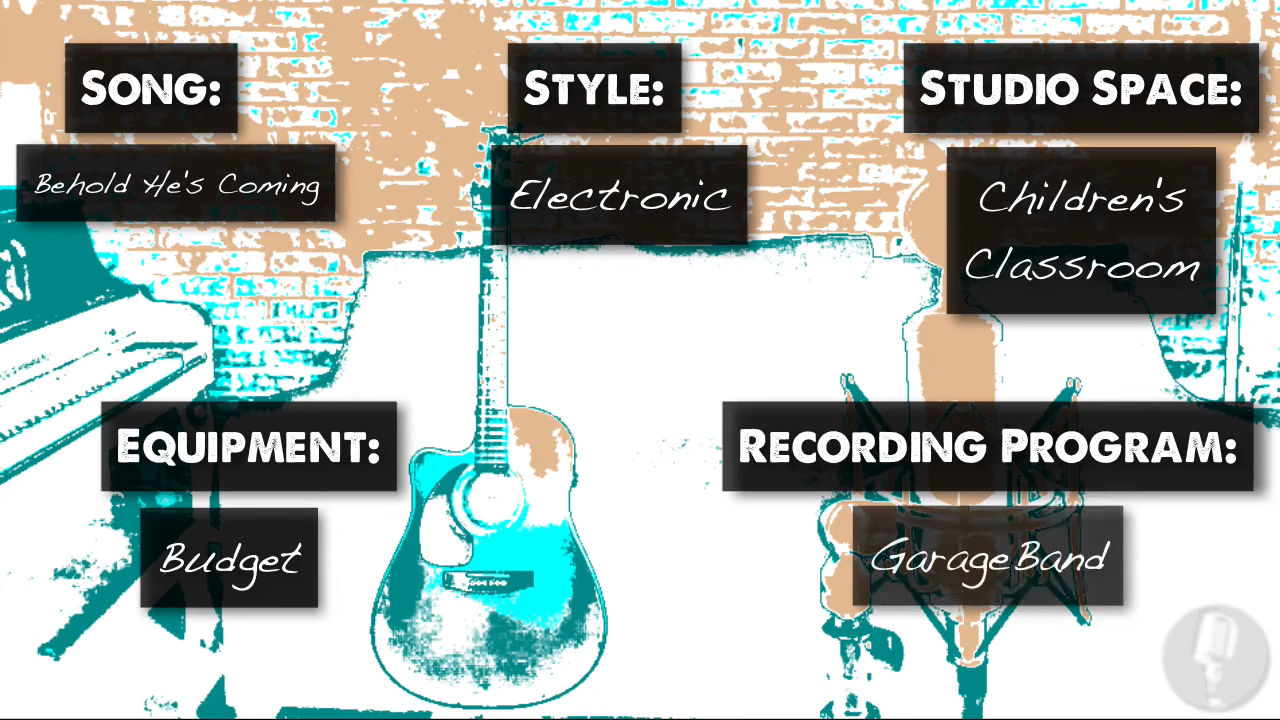 Song:
Behold He's Coming
Style:
Electronic
Studio Space:
Children's
Classroom
Equipment:
Budget
Recording Program:
GarageBand